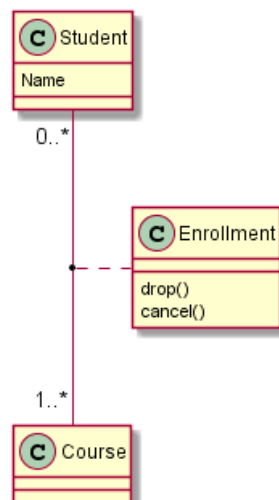 C Student
Name
0..*
C Enrollment
drop()
cancel()
1..*
C Course